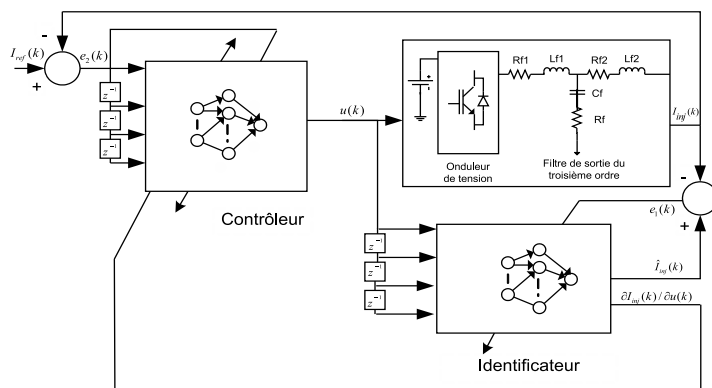 I_ref(k)
-
+
e_2(k)
z^-1
z^-1
z^-1
Contrôleur
u(k)
Rf1
Lf1
Rf2
Lf2
Cf
Rf
Onduleur
de tension
Filtre de sortie du
troisième ordre
I_inj(k)
-
+
e_1(k)
z^-1
z^-1
z^-1
Î_inj(k)
∂I_inj(k)/∂u(k)
Identificateur